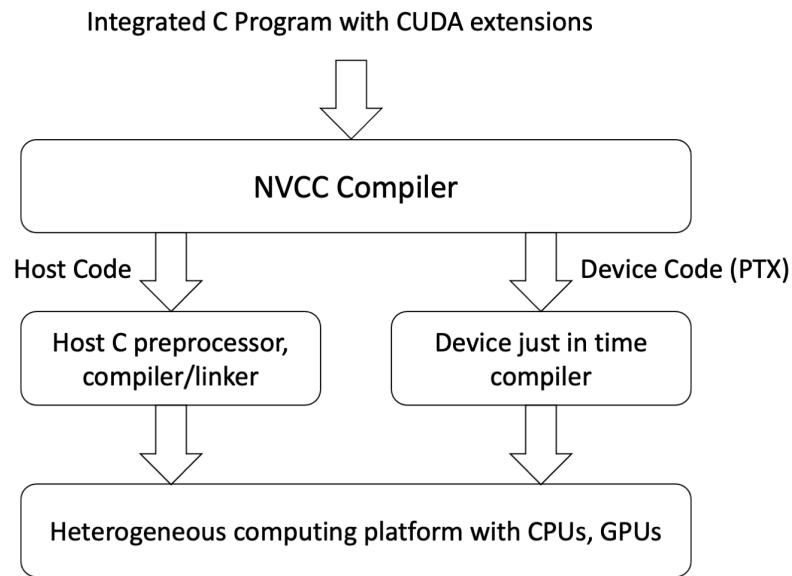 Integrated C Program with CUDA extensions
NVCC Compiler
Host Code
Device Code (PTX)
Host C preprocessor,
compiler/linker
Device just in time
compiler
Heterogeneous computing platform with CPUs, GPUs